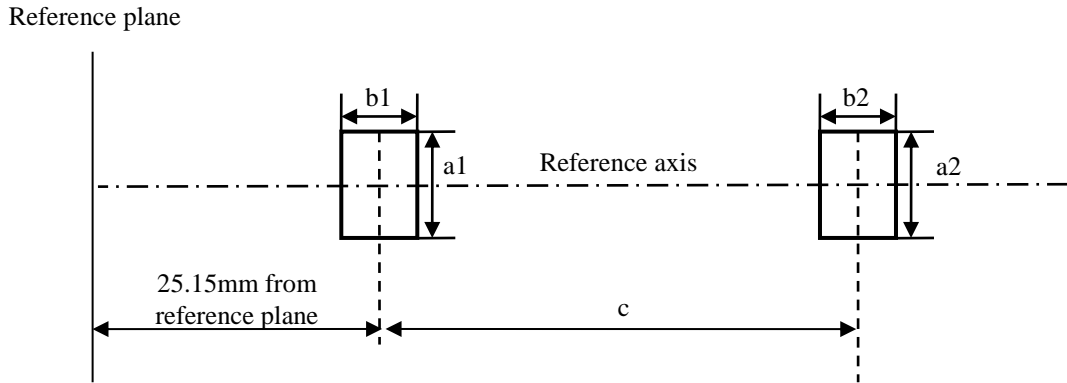 Reference plane
b1
b2
a1
Reference axis
a2
25.15mm from
reference plane
c